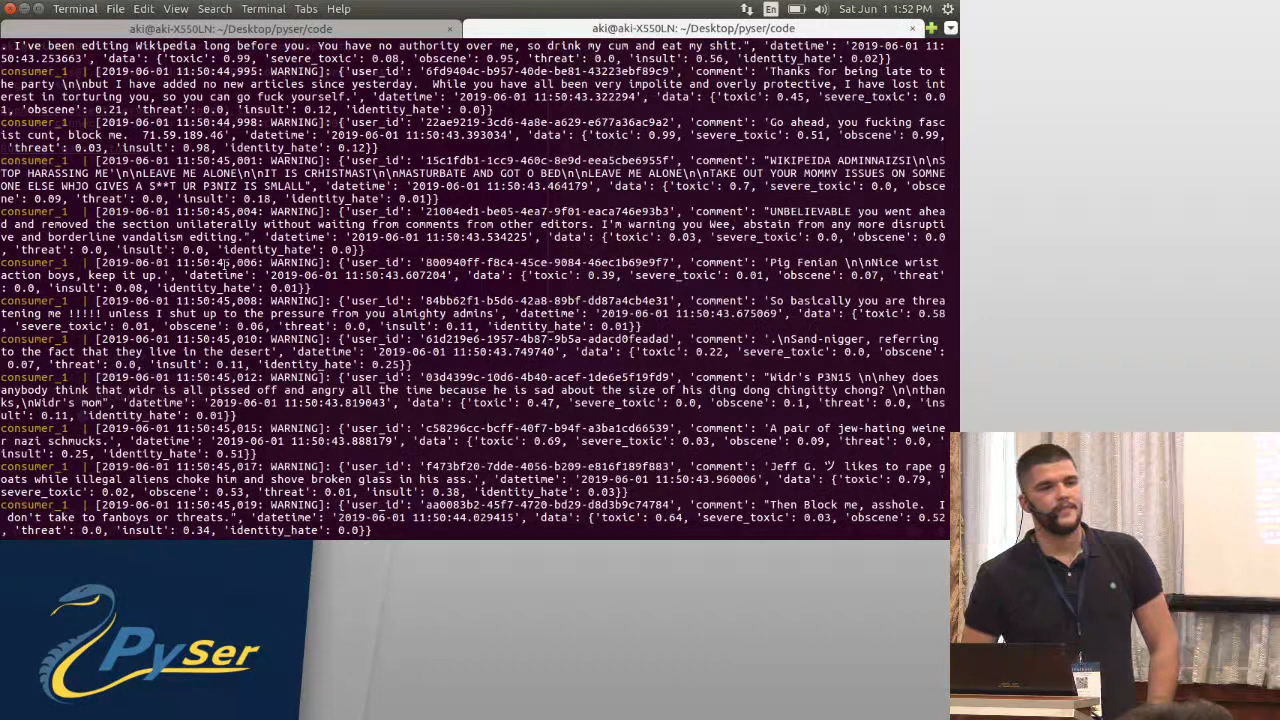 Terminal File Edit View Search Terminal Tabs Help
En
Sat Jun 1 1:52 PM
aki@aki-X550LN: ~/Desktop/pyser/code × aki@aki-X550LN: ~/Desktop/pyser/code ×
. I've been editing Wikipedia long before you. You have no authority over me, so drink my cum and eat my shit.", 'datetime': '2019-06-01 11:
50:43.253663', 'data': {'toxic': 0.99, 'severe_toxic': 0.08, 'obscene': 0.95, 'threat': 0.0, 'insult': 0.56, 'identity_hate': 0.02}}
consumer_1 | [2019-06-01 11:50:44,995: WARNING]: {'user_id': '6fd9404c-b957-40de-be81-43223ebf89c9', 'comment': 'Thanks for being late to t
he party \n\nbut I have added no new articles since yesterday. While you have all been very impolite and overly protective, I have lost int
erest in torturing you, so you can go fuck yourself.', 'datetime': '2019-06-01 11:50:43.322294', 'data': {'toxic': 0.45, 'severe_toxic': 0.0
1, 'obscene': 0.21, 'threat': 0.0, 'insult': 0.12, 'identity_hate': 0.0}}
consumer_1 | [2019-06-01 11:50:44,998: WARNING]: {'user_id': '22ae9219-3cd6-4a8e-a629-e677a36ac9a2', 'comment': 'Go ahead, you fucking fasc
ist cunt, block me. 71.59.189.46', 'datetime': '2019-06-01 11:50:43.393034', 'data': {'toxic': 0.99, 'severe_toxic': 0.51, 'obscene': 0.99,
'threat': 0.03, 'insult': 0.98, 'identity_hate': 0.12}}
consumer_1 | [2019-06-01 11:50:45,001: WARNING]: {'user_id': '15c1fdb1-1cc9-460c-8e9d-eea5cbe6955f', 'comment': "WIKIPEIDA ADMINNAIZSI\n\nS
TOP HARASSING ME'\n\nLEAVE ME ALONE\n\nIT IS CRHISTMAST\n\nMASTURBATE AND GOT O BED\n\nLEAVE ME ALONE\n\nTAKE OUT YOUR MOMMY ISSUES ON SOMNE
ONE ELSE WHJO GIVES A S**T UR P3NIZ IS SMLALL", 'datetime': '2019-06-01 11:50:43.464179', 'data': {'toxic': 0.7, 'severe_toxic': 0.0, 'obsce
ne': 0.09, 'threat': 0.0, 'insult': 0.18, 'identity_hate': 0.01}}
consumer_1 | [2019-06-01 11:50:45,004: WARNING]: {'user_id': '21004ed1-be05-4ea7-9f01-eaca746e93b3', 'comment': "UNBELIEVABLE you went ahea
d and removed the section unilaterally without waiting from comments from other editors. I'm warning you Wee, abstain from any more disrupti
ve and borderline vandalism editing.", 'datetime': '2019-06-01 11:50:43.534225', 'data': {'toxic': 0.03, 'severe_toxic': 0.0, 'obscene': 0.0
, 'threat': 0.0, 'insult': 0.0, 'identity_hate': 0.0}}
consumer_1 | [2019-06-01 11:50:45,006: WARNING]: {'user_id': '800940ff-f8c4-45ce-9084-46ec1b69e9f7', 'comment': 'Pig Fenian \n\nNice wrist
action boys, keep it up.', 'datetime': '2019-06-01 11:50:43.607204', 'data': {'toxic': 0.39, 'severe_toxic': 0.01, 'obscene': 0.07, 'threat'
: 0.0, 'insult': 0.08, 'identity_hate': 0.01}}
consumer_1 | [2019-06-01 11:50:45,008: WARNING]: {'user_id': '84bb62f1-b5d6-42a8-89bf-dd87a4cb4e31', 'comment': 'So basically you are threa
tening me !!!!! unless I shut up to the pressure from you almighty admins', 'datetime': '2019-06-01 11:50:43.675069', 'data': {'toxic': 0.58
, 'severe_toxic': 0.01, 'obscene': 0.06, 'threat': 0.0, 'insult': 0.11, 'identity_hate': 0.01}}
consumer_1 | [2019-06-01 11:50:45,010: WARNING]: {'user_id': '61d219e6-1957-4b87-9b5a-adacd0feadad', 'comment': '.\nSand-nigger, referring
to the fact that they live in the desert', 'datetime': '2019-06-01 11:50:43.749740', 'data': {'toxic': 0.22, 'severe_toxic': 0.0, 'obscene':
0.07, 'threat': 0.0, 'insult': 0.11, 'identity_hate': 0.25}}
consumer_1 | [2019-06-01 11:50:45,012: WARNING]: {'user_id': '03d4399c-10d6-4b40-acef-1de6e5f19fd9', 'comment': "Widr's P3N15 \n\ney does
anybody think that widr is all pissed off and angry all the time because he is sad about the size of his ding dong chingitty chong? \n\nthan
ks,\nWidr's mom", 'datetime': '2019-06-01 11:50:43.819043', 'data': {'toxic': 0.47, 'severe_toxic': 0.0, 'obscene': 0.1, 'threat': 0.0, 'ins
ult': 0.11, 'identity_hate': 0.01}}
consumer_1 | [2019-06-01 11:50:45,015: WARNING]: {'user_id': 'c58296cc-bcff-40f7-b94f-a3ba1cd66539', 'comment': 'A pair of jew-hating weine
r nazi schmucks.', 'datetime': '2019-06-01 11:50:43.888179', 'data': {'toxic': 0.69, 'severe_toxic': 0.03, 'obscene': 0.09, 'threat': 0.0, '
insult': 0.25, 'identity_hate': 0.51}}
consumer_1 | [2019-06-01 11:50:45,017: WARNING]: {'user_id': 'f473bf20-7dde-4056-b209-e816f189f883', 'comment': 'Jeff G. ツ likes to rape g
oats while illegal aliens choke him and shove broken glass in his ass.', 'datetime': '2019-06-01 11:50:43.960006', 'data': {'toxic': 0.79, '
severe_toxic': 0.02, 'obscene': 0.53, 'threat': 0.01, 'insult': 0.38, 'identity_hate': 0.03}}
consumer_1 | [2019-06-01 11:50:45,019: WARNING]: {'user_id': 'aa0083b2-45f7-4720-bd29-d8d3b9c74784', 'comment': "Then Block me, asshole. I
don't take to fanboys or threats.", 'datetime': '2019-06-01 11:50:44.029415', 'data': {'toxic': 0.64, 'severe_toxic': 0.03, 'obscene': 0.52
, 'threat': 0.0, 'insult': 0.34, 'identity_hate': 0.0}}
PySer